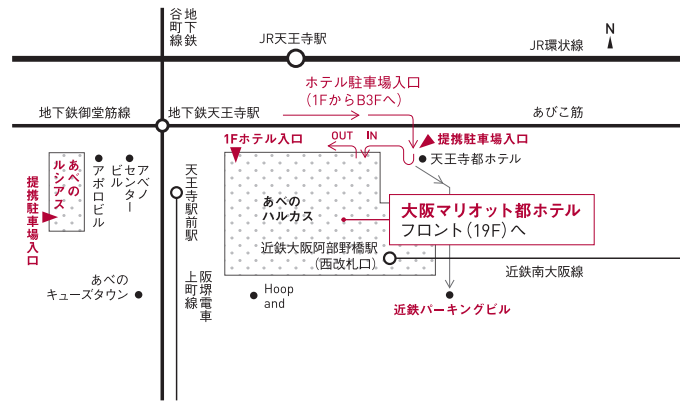 地下鉄
谷町線
JR天王寺駅
JR環状線
N
ホテル駐車場入口
(1FからB3Fへ)
地下鉄御堂筋線
地下鉄天王寺駅
あびこ筋
1Fホテル入口
OUT
IN
提携駐車場入口
天王寺都ホテル
あべの
ルシアス
提携駐車場入口
アポロビル
アベノ
センター
ビル
天王寺駅前駅
あべの
ハルカス
大阪マリオット都ホテル
フロント(19F)へ
近鉄大阪阿部野橋駅
(西改札口)
近鉄南大阪線
あべの
キューズタウン
阪堺電車
上町線
Hoop
and
近鉄パーキングビル